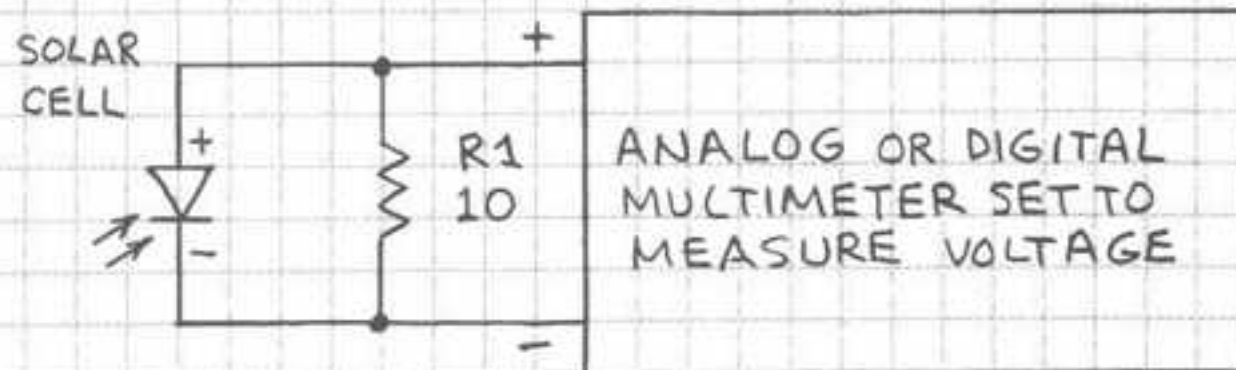 SOLAR
CELL
+
+
-
R1
10
-
ANALOG OR DIGITAL
MULTIMETER SET TO
MEASURE VOLTAGE